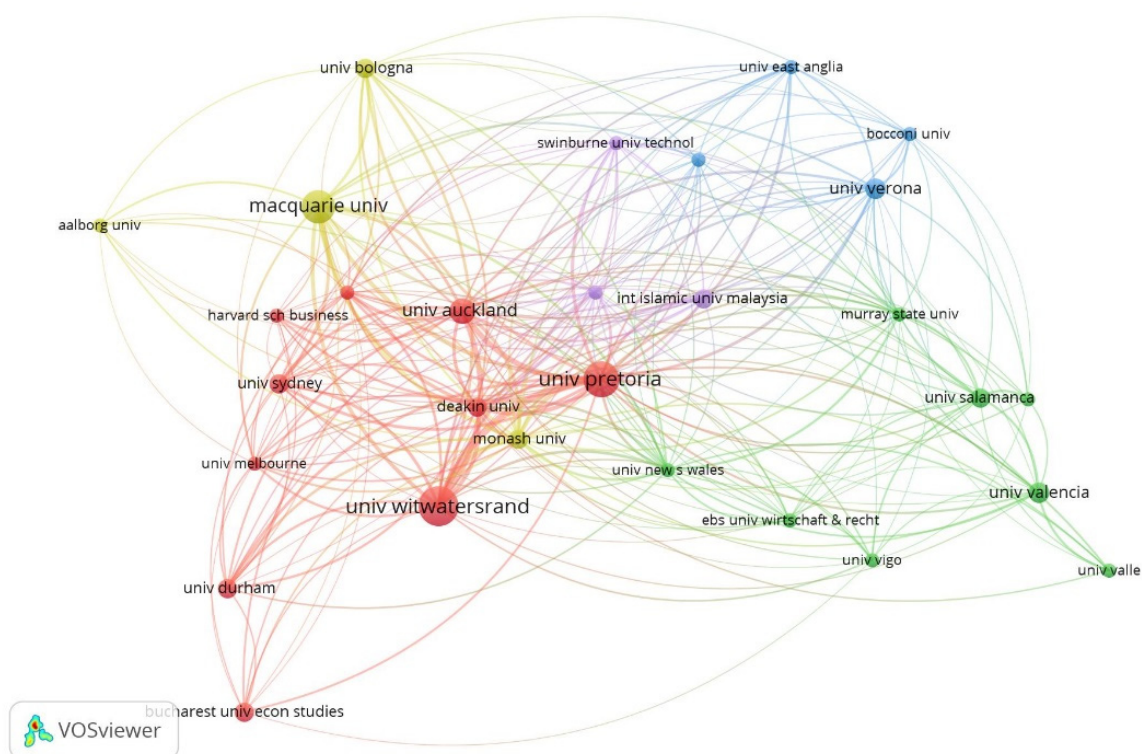 univ bologna
univ east anglia
bocconi univ
swinburne univ technol
univ verona
macquarie univ
aalborg univ
int islamic univ malaysia
univ auckland
harvard sch business
murray state univ
univ pretoria
univ sydney
univ salamanca
deakin univ
monash univ
univ melbourne
univ new s wales
univ valencia
univ witwatersrand
ebs univ wirtschaft & recht
univ vigo
univ valle
univ durham
bucharest univ econ studies
VOSviewer